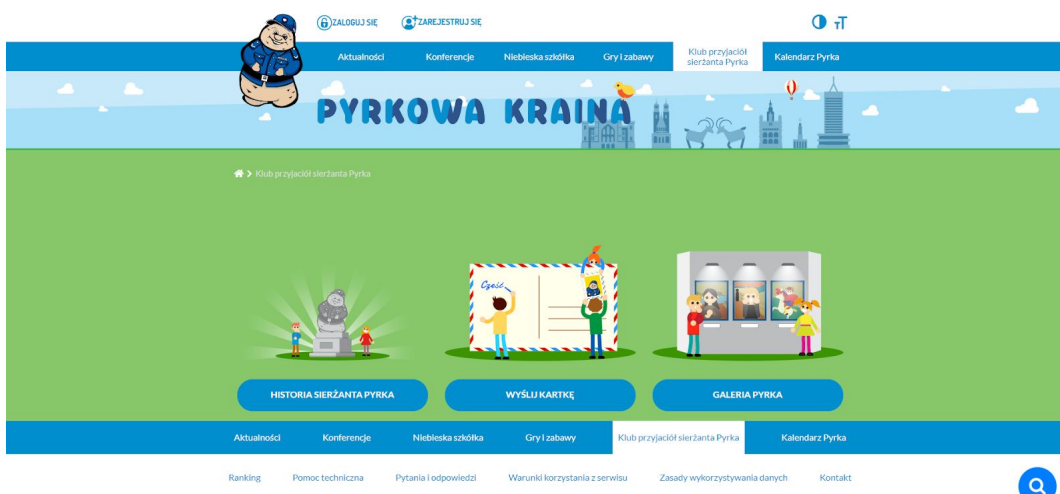 ZALOGUJ SIĘ ZAREJESTRUJ SIĘ
Aktualności Konferencje Niebieska szkółka Gry i zabawy Klub przyjaciół
sierżanta Pyrka Kalendarz Pyrka
PYRKOWA KRAINA
Klub przyjaciół sierżanta Pyrka
Cześć
HISTORIA SIERŻANTA PYRKA WYŚLIJ KARTKĘ GALERIA PYRKA
Aktualności Konferencje Niebieska szkółka Gry i zabawy Klub przyjaciół sierżanta Pyrka Kalendarz Pyrka
Ranking Pomoc techniczna Pytania i odpowiedzi Warunki korzystania z serwisu Zasady wykorzystywania danych Kontakt